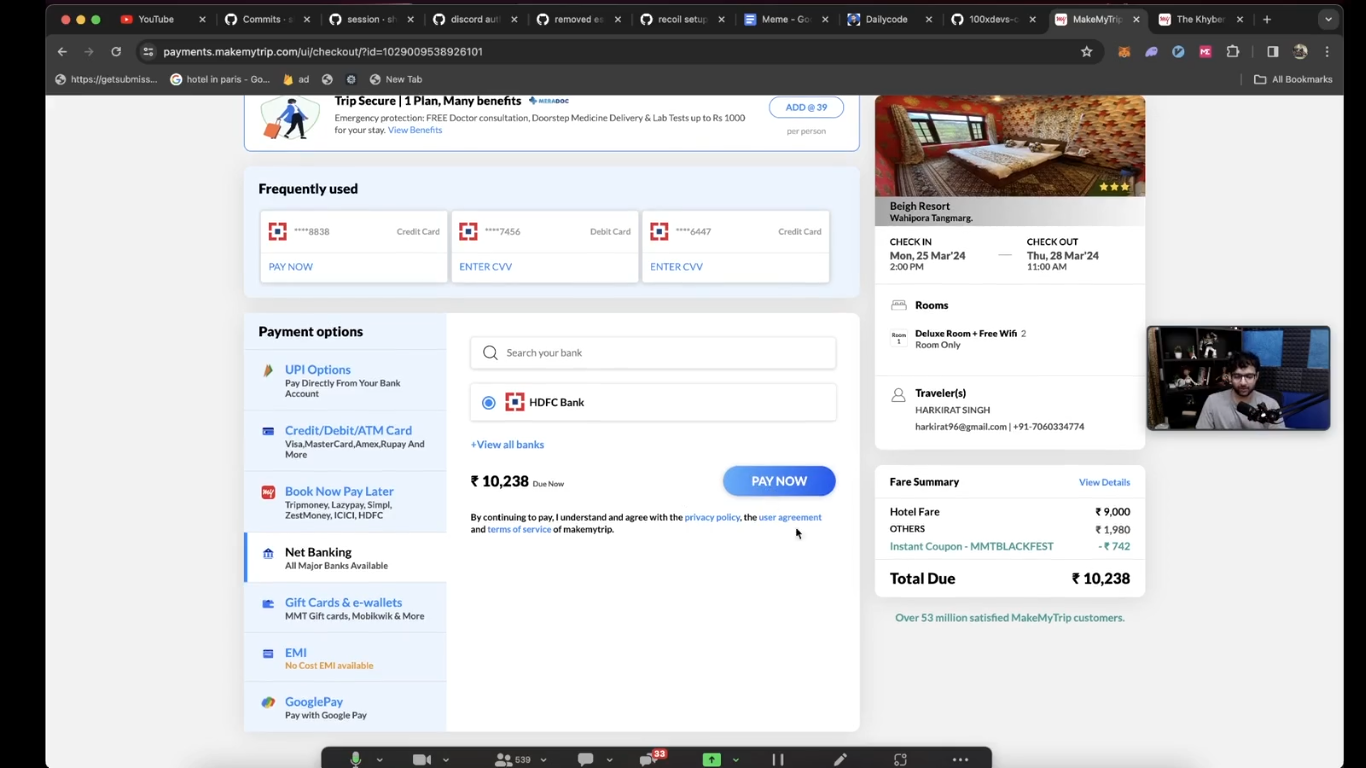 YouTube
Commits · s
session · sh
discord aut
removed es
recoil setup
Meme - Go
Dailycode
100xdevs-c
MakeMyTrip
The Khyber
payments.makemytrip.com/ui/checkout/?id=1029009538926101
https://getsubmiss...
hotel in paris - Go...
ad
New Tab
All Bookmarks
Trip Secure | 1 Plan, Many benefits
MERADOC
Emergency protection: FREE Doctor consultation, Doorstep Medicine Delivery & Lab Tests up to Rs 1000
for your stay. View Benefits
ADD @ 39
per person
Frequently used
****8838 Credit Card
PAY NOW
****7456 Debit Card
ENTER CVV
****6447 Credit Card
ENTER CVV
Payment options
UPI Options
Pay Directly From Your Bank
Account
Credit/Debit/ATM Card
Visa,MasterCard,Amex,Rupay And
More
Book Now Pay Later
Tripmoney, Lazypay, Simpl,
ZestMoney, ICICI, HDFC
Net Banking
All Major Banks Available
Gift Cards & e-wallets
MMT Gift cards, Mobikwik & More
EMI
No Cost EMI available
GooglePay
Pay with Google Pay
Search your bank
HDFC Bank
+View all banks
₹ 10,238 Due Now
PAY NOW
By continuing to pay, I understand and agree with the privacy policy, the user agreement
and terms of service of makemytrip.
Beigh Resort
Wahipora Tangmarg.
CHECK IN
Mon, 25 Mar'24
2:00 PM
CHECK OUT
Thu, 28 Mar'24
11:00 AM
Rooms
Room
1
Deluxe Room + Free Wifi 2
Room Only
Traveler(s)
HARKIRAT SINGH
harkirat96@gmail.com | +91-7060334774
Fare Summary View Details
Hotel Fare ₹ 9,000
OTHERS ₹ 1,980
Instant Coupon - MMTBLACKFEST - ₹ 742
Total Due ₹ 10,238
Over 53 million satisfied MakeMyTrip customers.
539
33